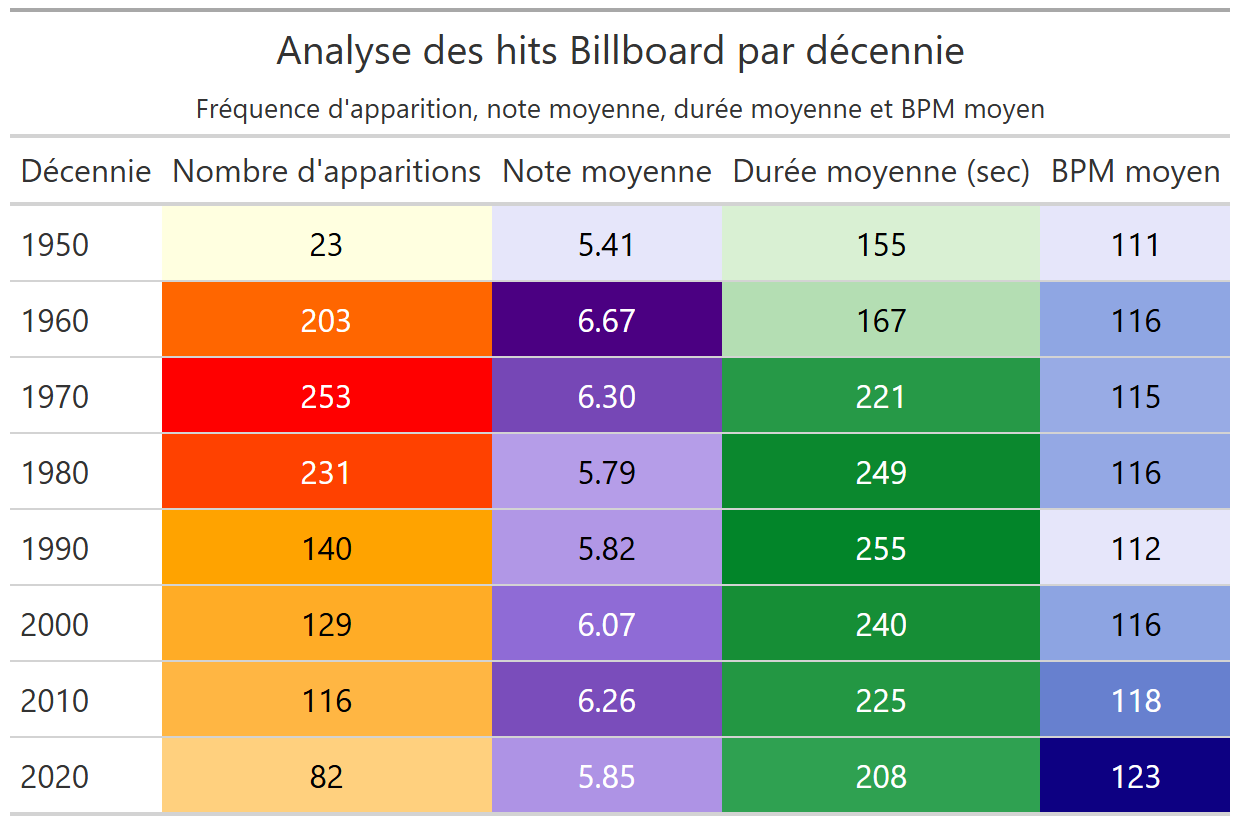 Analyse des hits Billboard par décennie
Fréquence d'apparition, note moyenne, durée moyenne et BPM moyen
Décennie Nombre d'apparitions Note moyenne Durée moyenne (sec) BPM moyen
1950 23 5.41 155 111
1960 203 6.67 167 116
1970 253 6.30 221 115
1980 231 5.79 249 116
1990 140 5.82 255 112
2000 129 6.07 240 116
2010 116 6.26 225 118
2020 82 5.85 208 123